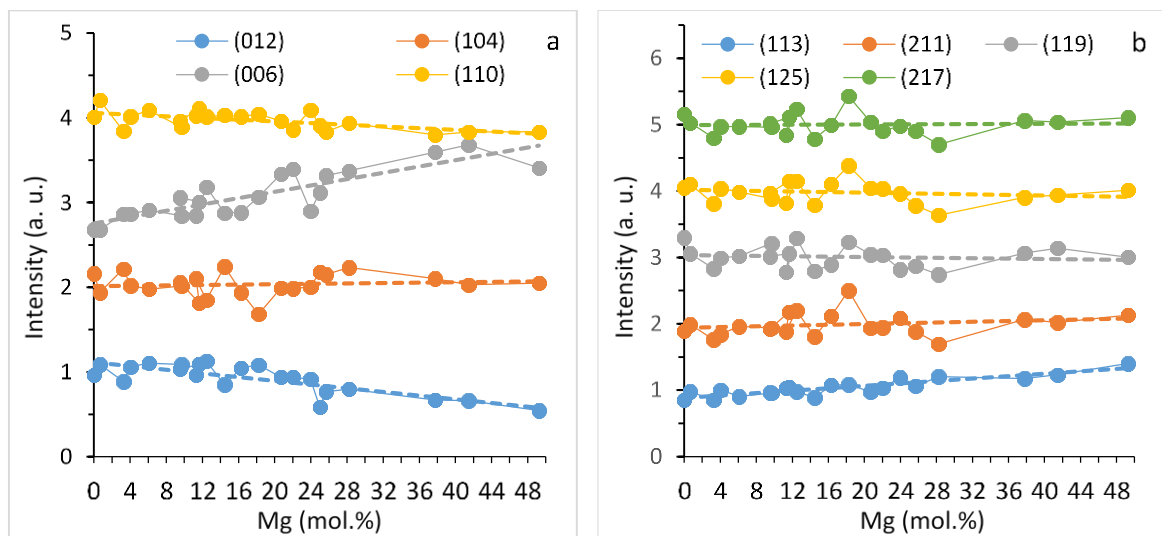 (012) (104) a
(006) (110)
5
4
3
2
1
0
Intensity (a. u.)
0 4 8 12 16 20 24 28 32 36 40 44 48
Mg (mol.%)
(113) (211) (119) b
(125) (217)
6
5
4
3
2
1
0
Intensity (a. u.)
0 4 8 12 16 20 24 28 32 36 40 44 48
Mg (mol.%)